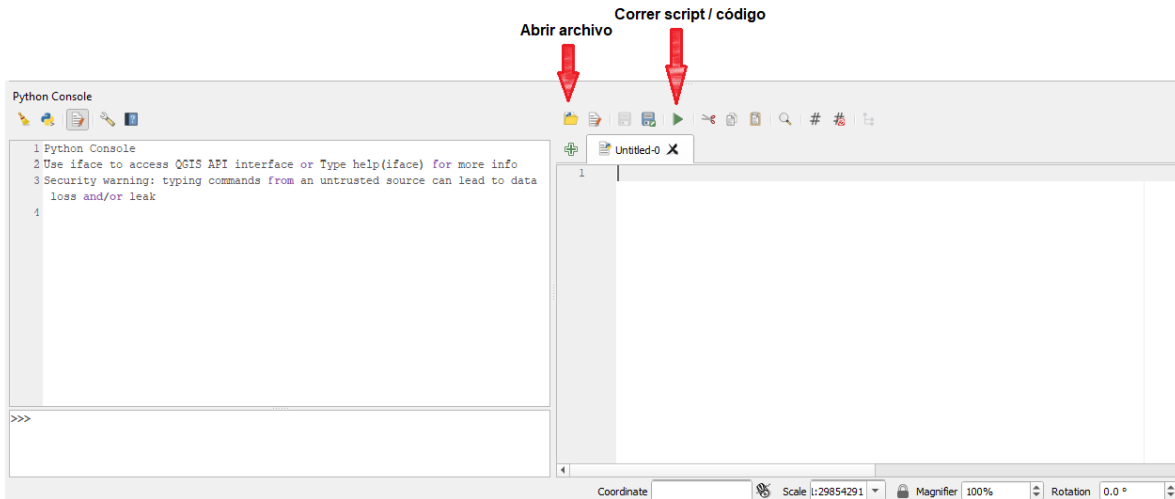 Correr script / código
Abrir archivo
Python Console
1 Python Console
2 Use iface to access QGIS API interface or Type help(iface) for more info
3 Security warning: typing commands from an untrusted source can lead to data
loss and/or leak
4
>>>
Untitled-0
1
Coordinate
Scale 1:29854291
Magnifier 100%
Rotation 0.0 °